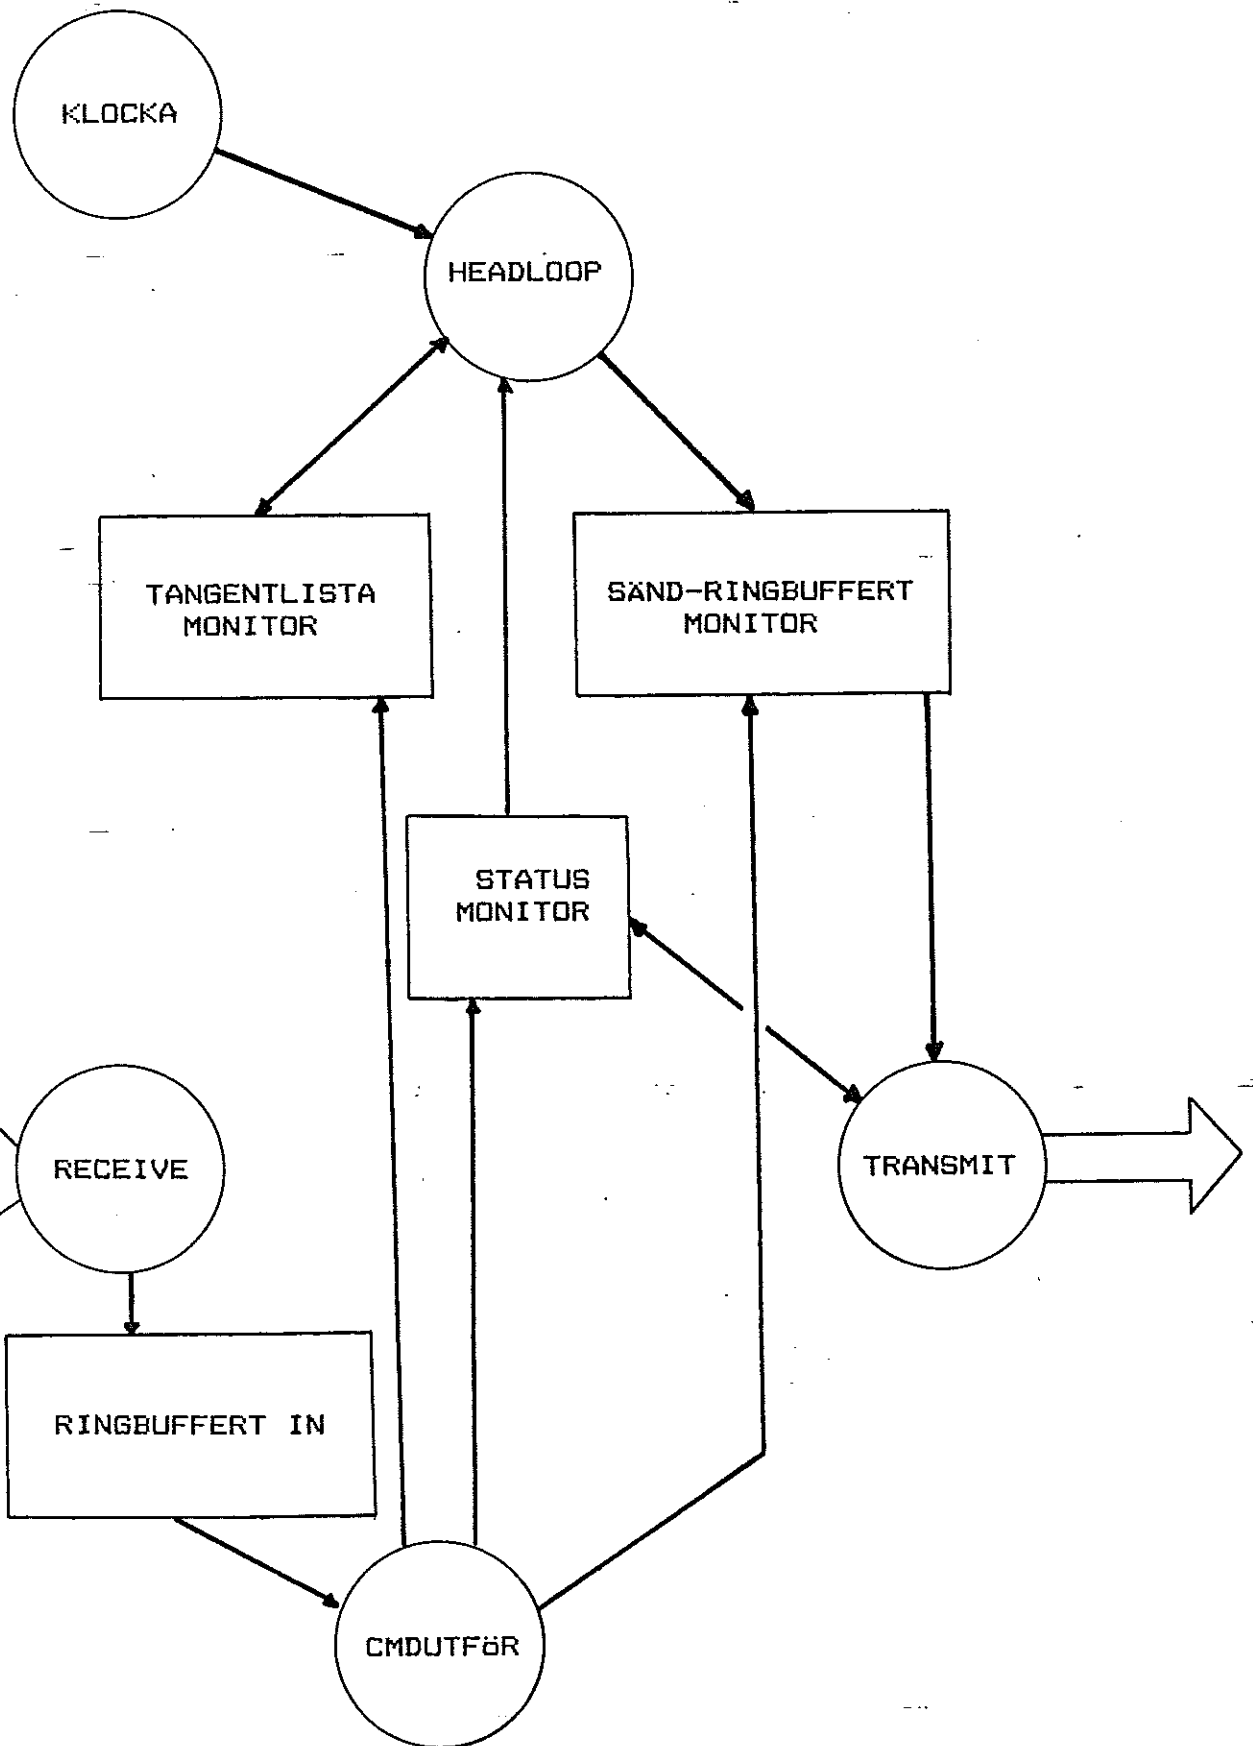 KLOCKA
HEADLOOP
TANGENTLISTA
MONITOR
SÄND-RINGBUFFERT
MONITOR
STATUS
MONITOR
RECEIVE
TRANSMIT
RINGBUFFERT IN
CMDUTFöR